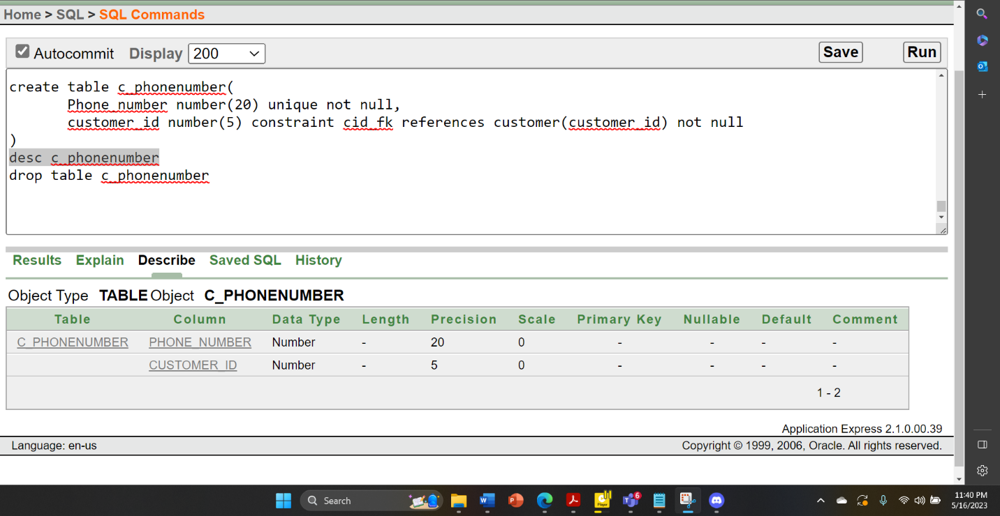 Home > SQL > SQL Commands
Autocommit Display 200 Save Run
create table c_phonenumber(
Phone_number number(20) unique not null,
customer_id number(5) constraint cid_fk references customer(customer_id) not null
)
desc c_phonenumber
drop table c_phonenumber
Results Explain Describe Saved SQL History
Object Type TABLE Object C_PHONENUMBER
Table Column Data Type Length Precision Scale Primary Key Nullable Default Comment
C_PHONENUMBER PHONE_NUMBER Number - 20 0 - - - -
CUSTOMER_ID Number - 5 0 - - - -
1 - 2
Application Express 2.1.0.00.39
Language: en-us Copyright © 1999, 2006, Oracle. All rights reserved.
Search 6 11:40 PM
5/16/2023